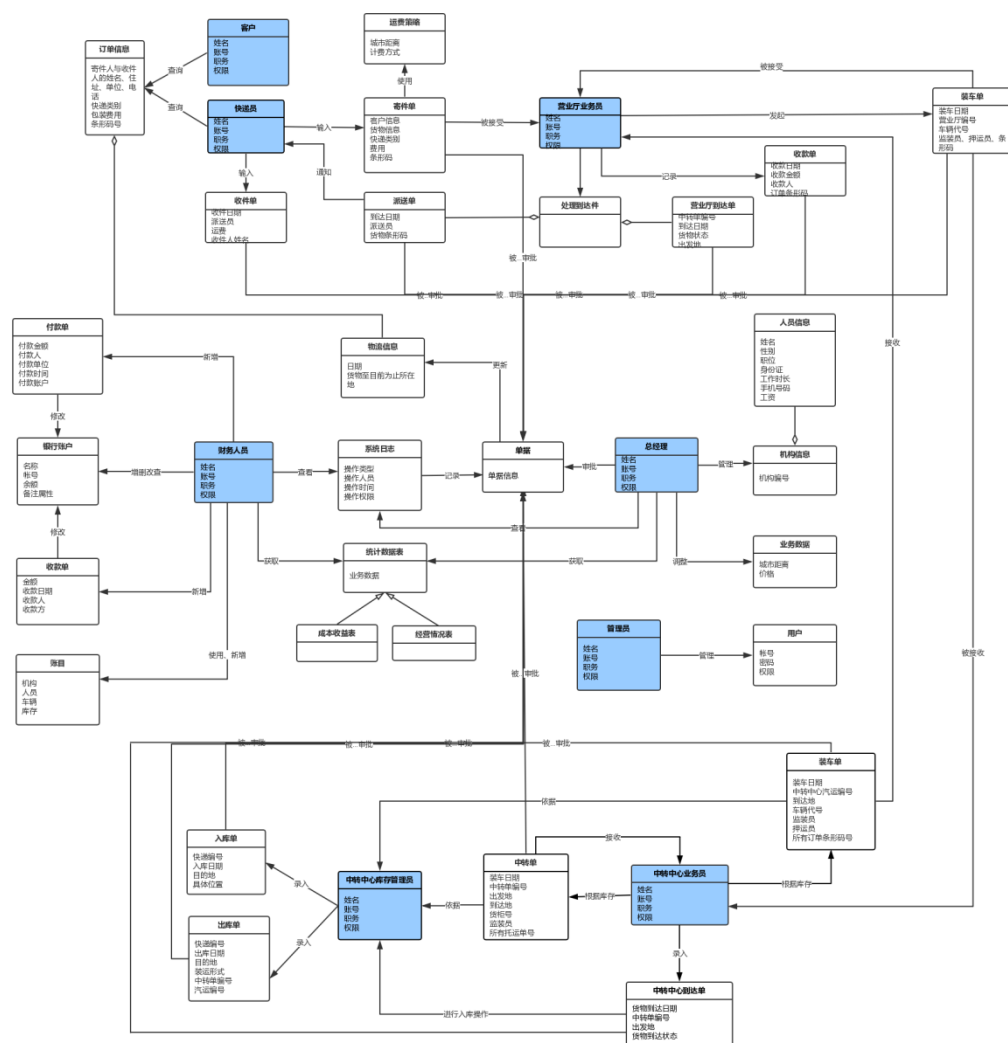 客户
姓名
账号
职务
权限
运费策略
城市距离
计费方式
订单信息
寄件人与收件
人的姓名、住
址、单位、电
话
快递类别
包装费用
条形码号
查询
查询
使用
被接受
快递员
姓名
账号
职务
权限
输入
寄件单
客户信息
货物信息
快递类别
费用
条形码
被接受
营业厅业务员
姓名
账号
职务
权限
发起
装车单
装车日期
营业厅编号
车辆代号
监装员、押运员、条
形码
输入
通知
记录
收款单
收款日期
收款金额
收款人
订单条形码
收件单
收件日期
派送员
运费
收件人姓名
派送单
到达日期
派送员
货物条形码
处理到达件
营业厅到达单
中转单编号
到达日期
货物状态
出发地
被...审批
被...审批
被...审批
被...审批
被...审批
被...审批
付款单
付款金额
付款人
付款单位
付款时间
付款账户
新增
物流信息
日期
货物至目前为止所在
地
更新
人员信息
姓名
性别
职位
身份证
工作时长
手机号码
工资
接收
修改
银行账户
名称
帐号
余额
备注属性
增删改查
财务人员
姓名
账号
职务
权限
查看
系统日志
操作类型
操作人员
操作时间
操作权限
记录
单据
单据信息
审批
总经理
姓名
账号
职务
权限
管理
机构信息
机构编号
查看
修改
收款单
金额
收款日期
收款人
收款方
新增
获取
统计数据表
业务数据
获取
调整
业务数据
城市距离
价格
成本收益表
经营情况表
管理员
姓名
账号
职务
权限
管理
用户
帐号
密码
权限
使用、新增
账目
机构
人员
车辆
库存
被...审批
被接收
被...审批
被...审批
被...审批
被...审批
装车单
装车日期
中转中心汽运编号
到达地
车辆代号
监装员
押运员
所有订单条形码号
依据
入库单
快递编号
入库日期
目的地
具体位置
录入
中转中心库存管理员
姓名
账号
职务
权限
依据
中转单
装车日期
中转单编号
出发地
到达地
货柜号
监装员
所有托运单号
接收
根据库存
中转中心业务员
姓名
账号
职务
权限
根据库存
出库单
快递编号
出库日期
目的地
装运形式
中转单编号
汽运编号
录入
录入
进行入库操作
中转中心到达单
货物到达日期
中转单编号
出发地
货物到达状态